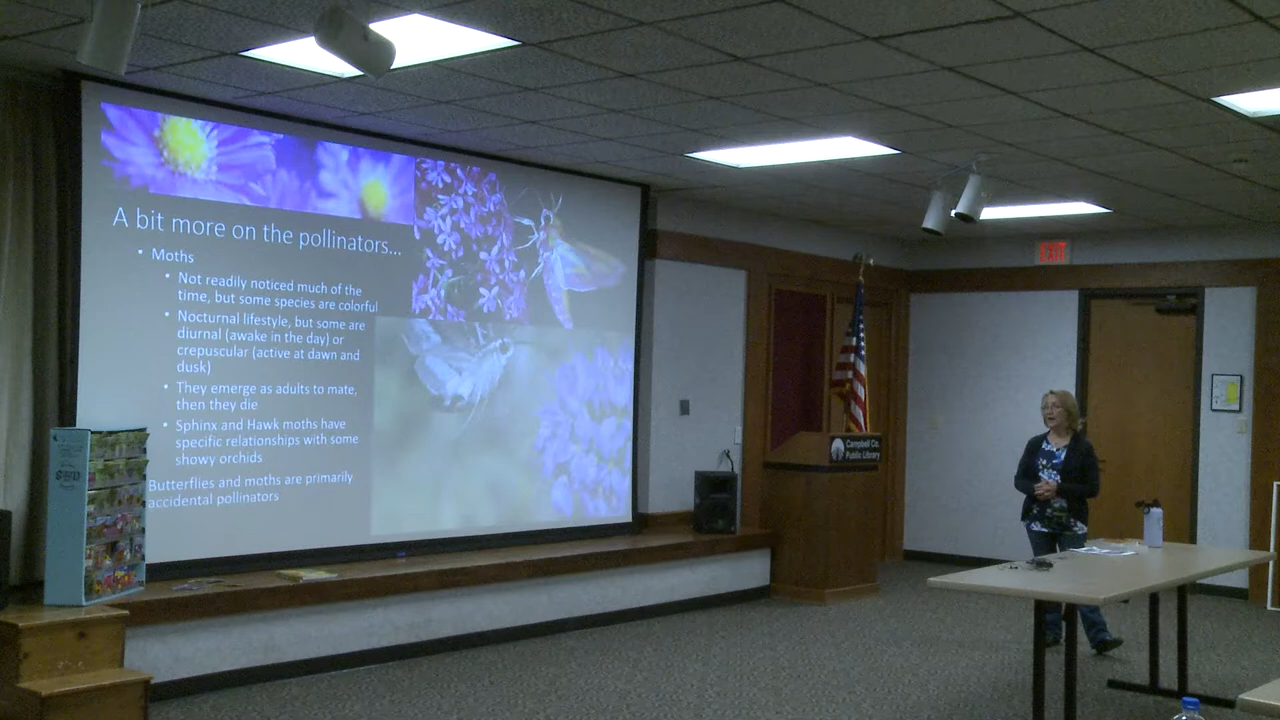 A bit more on the pollinators...
• Moths
• Not readily noticed much of the
time, but some species are colorful
• Nocturnal lifestyle, but some are
diurnal (awake in the day) or
crepuscular (active at dawn and
dusk)
• They emerge as adults to mate,
then they die
• Sphinx and Hawk moths have
specific relationships with some
showy orchids
Butterflies and moths are primarily
accidental pollinators
EXIT
Campbell Co.
Public Library